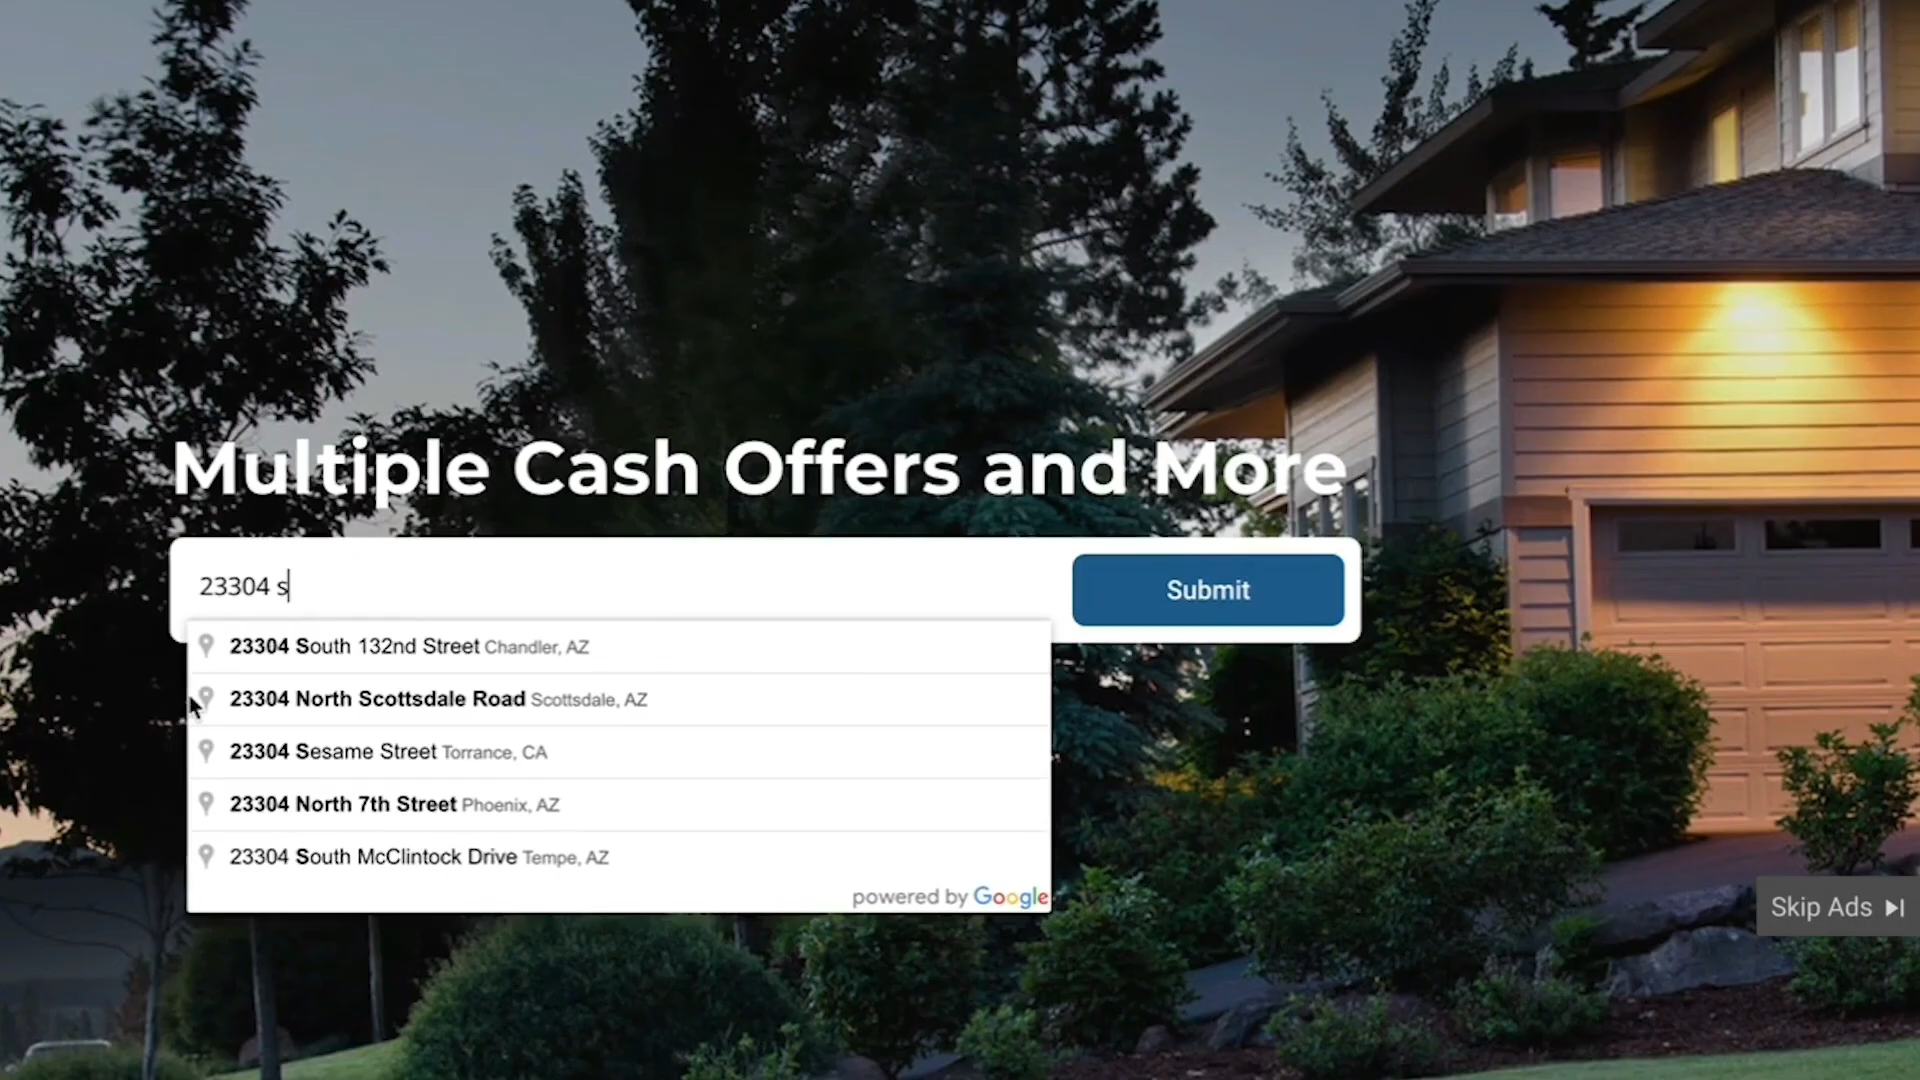 Multiple Cash Offers and More
23304 s
Submit
23304 South 132nd Street Chandler, AZ
23304 North Scottsdale Road Scottsdale, AZ
23304 Sesame Street Torrance, CA
23304 North 7th Street Phoenix, AZ
23304 South McClintock Drive Tempe, AZ
powered by Google
Skip Ads